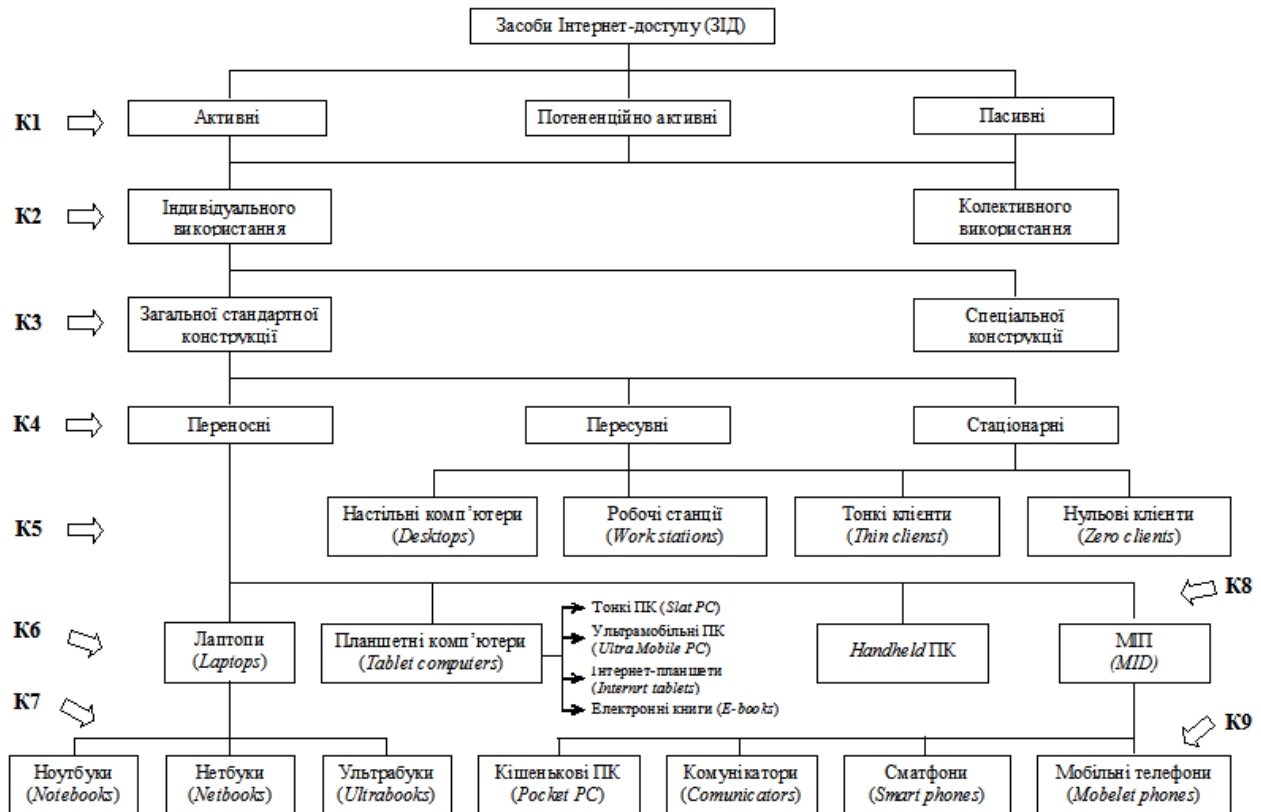 Засоби Інтернет-доступу (ЗІД)
К1
Активні
Потененційно активні
Пасивні
К2
Індивідуального
використання
Колективного
використання
К3
Загальної стандартної
конструкції
Спеціальної
конструкції
К4
Переносні
Пересувні
Стаціонарні
К5
Настільні комп’ютери
(Desktops)
Робочі станції
(Work stations)
Тонкі клієнти
(Thin clienst)
Нульові клієнти
(Zero clients)
К8
К6
Лаптопи
(Laptops)
Планшетні комп’ютери
(Tablet computers)
Тонкі ПК (Slat PC)
Ультрамобільні ПК
(Ultra Mobile PC)
Інтернет-планшети
(Internrt tablets)
Електронні книги (E-books)
Handheld ПК
МІП
(MID)
К7
К9
Ноутбуки
(Notebooks)
Нетбуки
(Netbooks)
Ультрабуки
(Ultrabooks)
Кішенькові ПК
(Pocket PC)
Комунікатори
(Comunicators)
Сматфони
(Smart phones)
Мобільні телефони
(Mobelet phones)